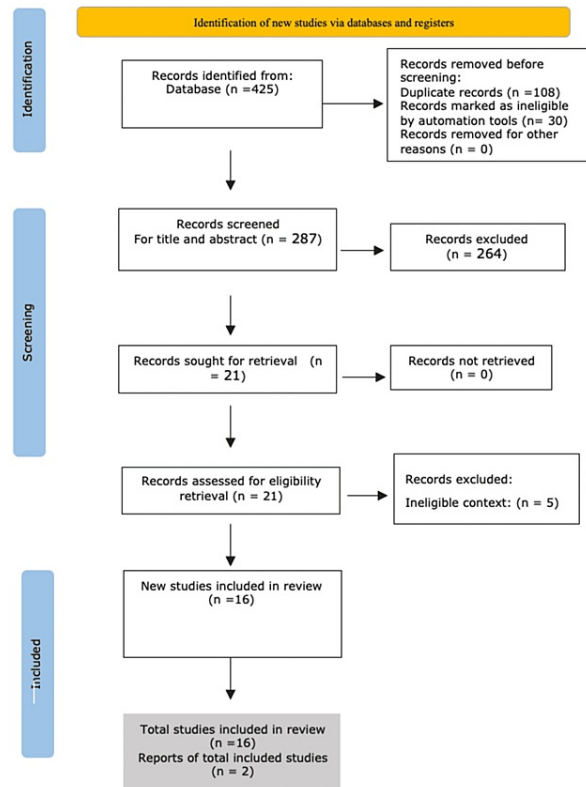 Identification of new studies via databases and registers
Identification
Records identified from:
Database (n =425)
Records removed before
screening:
Duplicate records (n =108)
Records marked as ineligible
by automation tools (n= 30)
Records removed for other
reasons (n = 0)
Screening
Records screened
For title and abstract (n = 287)
Records excluded
(n = 264)
Records sought for retrieval (n
= 21)
Records not retrieved
(n = 0)
Records assessed for eligibility
retrieval (n = 21)
Records excluded:
Ineligible context: (n = 5)
Included
New studies included in review
(n =16)
Total studies included in review
(n =16)
Reports of total included studies
(n = 2)